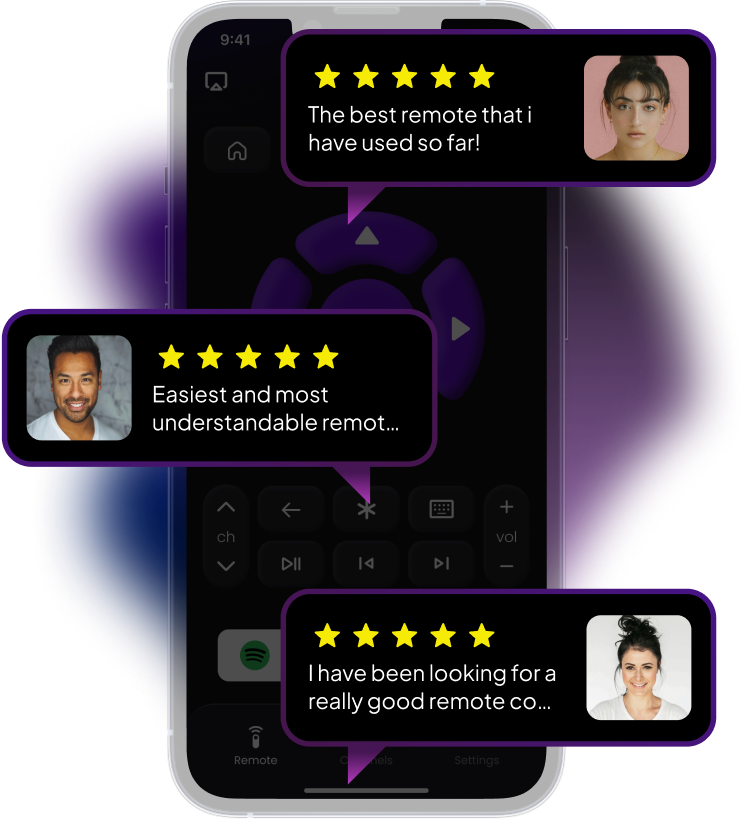 9:41
The best remote that i
have used so far!
Easiest and most
understandable remot...
ch
vol
I have been looking for a
really good remote co...
Remote
Settings